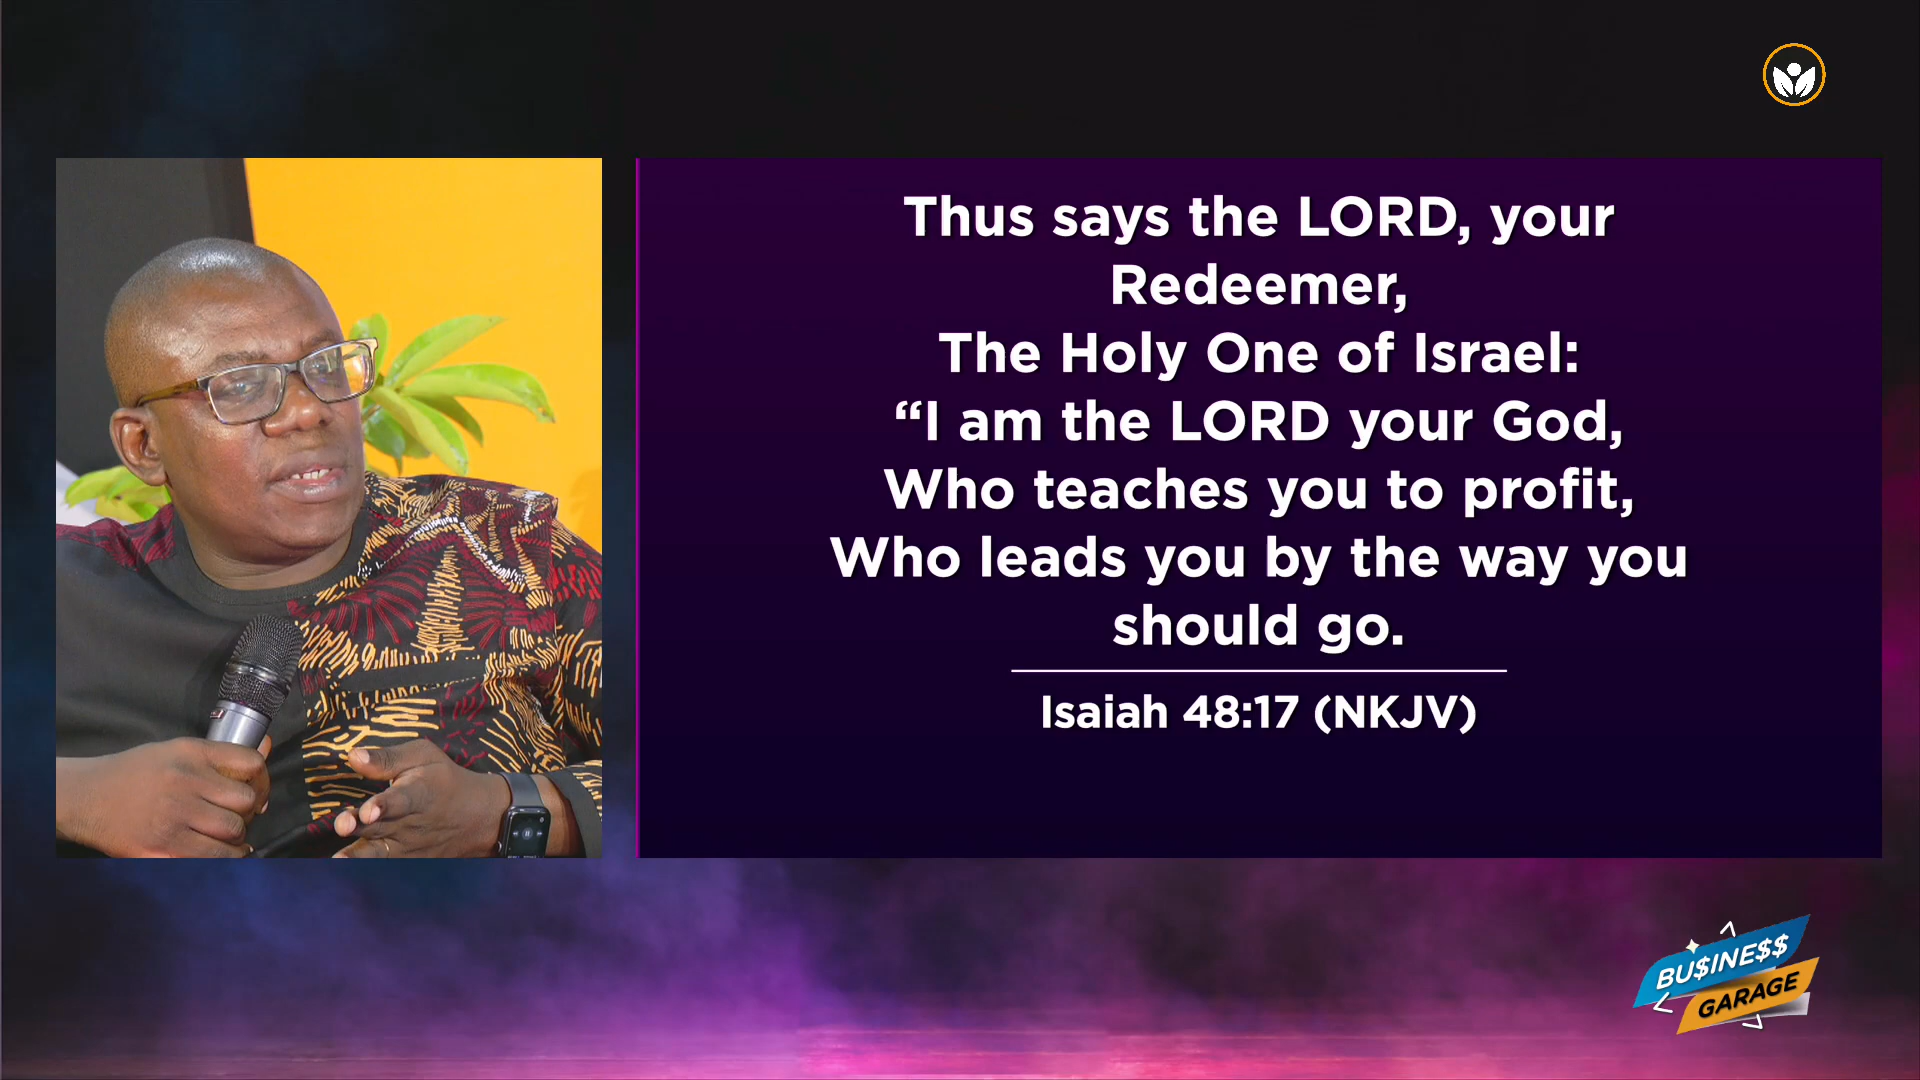 Thus says the LORD, your
Redeemer,
The Holy One of Israel:
“I am the LORD your God,
Who teaches you to profit,
Who leads you by the way you
should go.
Isaiah 48:17 (NKJV)
BU$INE$$
GARAGE